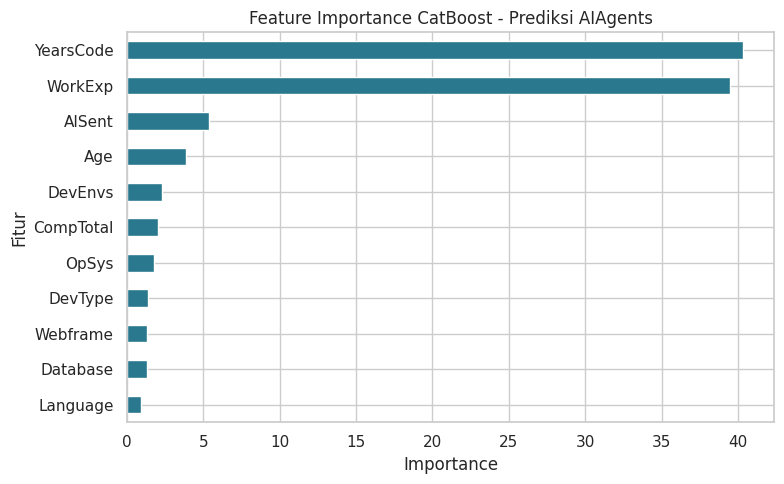 Feature Importance CatBoost - Prediksi AIAgents
YearsCode
WorkExp
AISent
Age
DevEnvs
CompTotal
OpSys
DevType
Webframe
Database
Language
Fitur
0 5 10 15 20 25 30 35 40
Importance